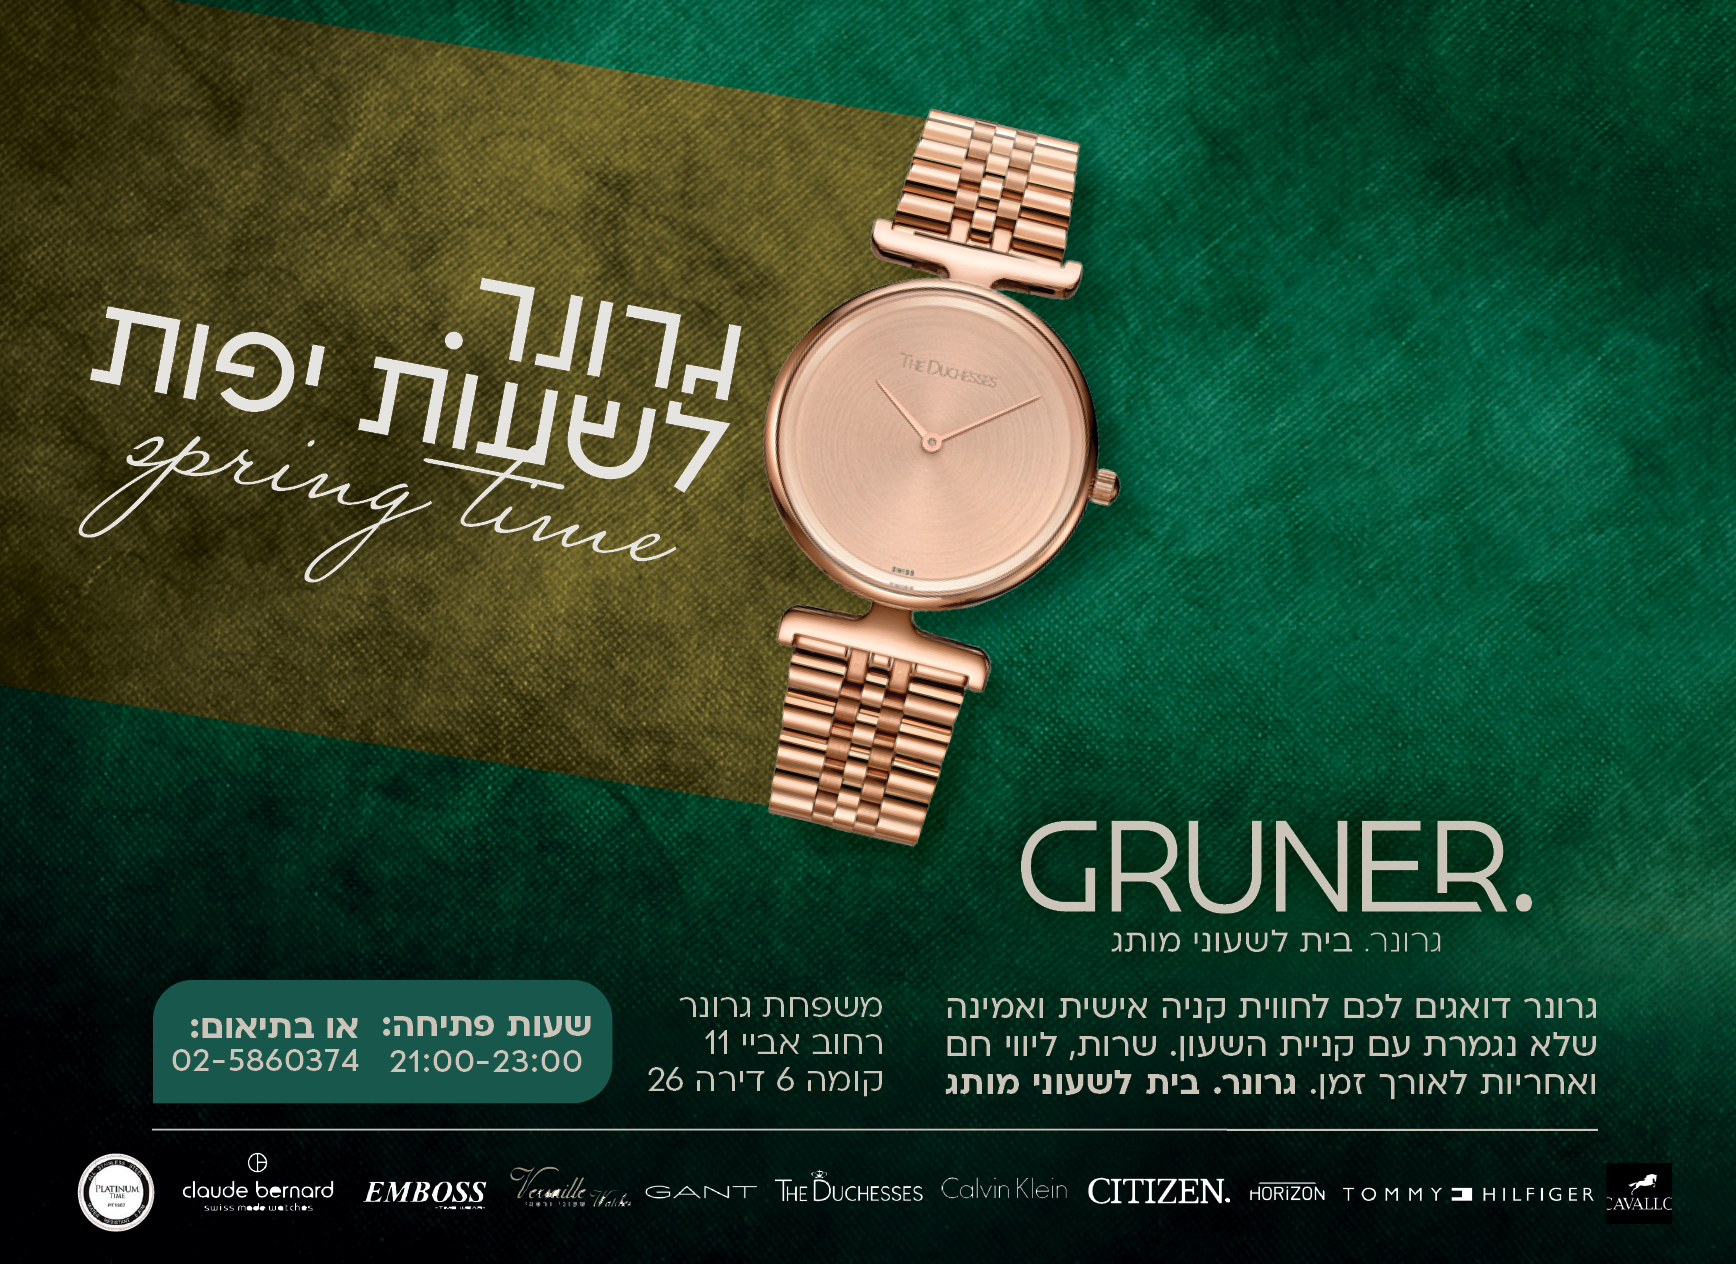 גרונר
לשעות יפות
spring time
THE DUCHESSES
SWISS
GRUNER.
גרונר. בית לשעוני מותג
גרונר דואגים לכם לחווית קניה אישית ואמינה
שלא נגמרת עם קניית השעון. שרות, ליווי חם
ואחריות לאורך זמן. גרונר. בית לשעוני מותג
משפחת גרונר
רחוב אביי 11
קומה 6 דירה 26
שעות פתיחה:
21:00-23:00
או בתיאום:
02-5860374
PLATINUM
TIME
claude bernard
swiss made watches
EMBOSS
Versaille Watches
GANT
THE DUCHESSES
Calvin Klein
CITIZEN.
HORIZON
TOMMY HILFIGER
CAVALLO